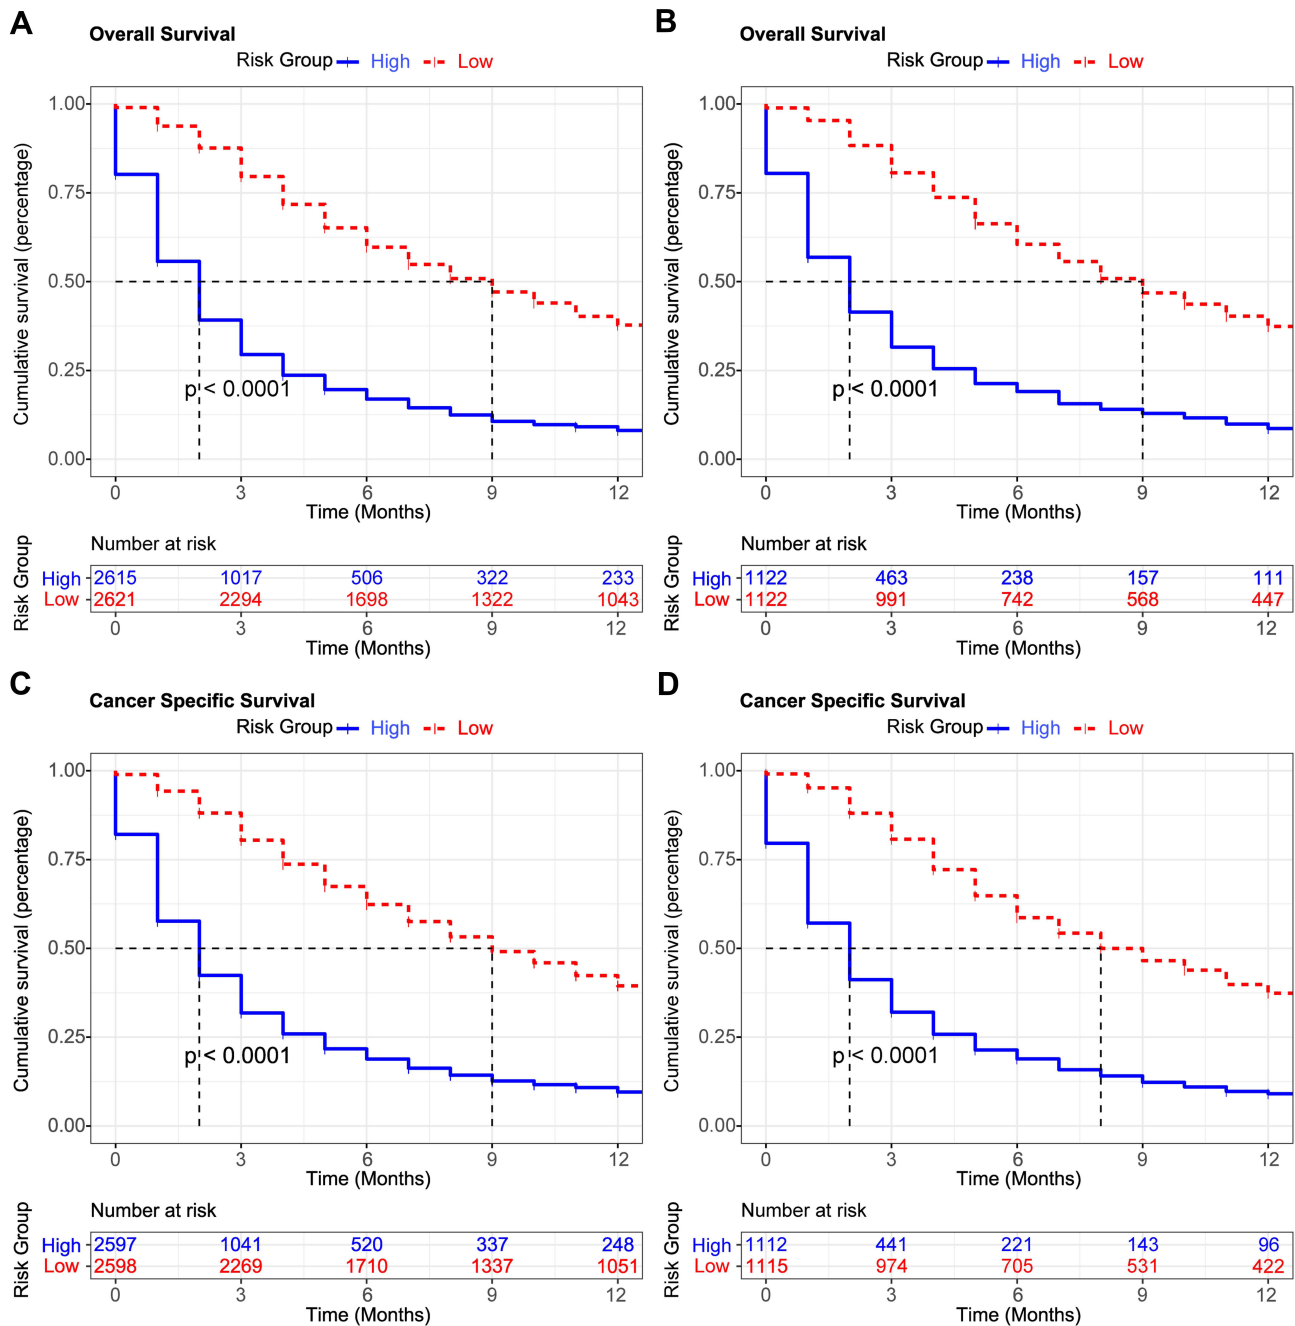 A
Overall Survival
Risk Group High Low
Cumulative survival (percentage)
1.00
0.75
0.50
0.25
0.00
p < 0.0001
0 3 6 9 12
Time (Months)
Number at risk
Risk Group
High 2615 1017 506 322 233
Low 2621 2294 1698 1322 1043
0 3 6 9 12
Time (Months)
B
Overall Survival
Risk Group High Low
Cumulative survival (percentage)
1.00
0.75
0.50
0.25
0.00
p < 0.0001
0 3 6 9 12
Time (Months)
Number at risk
Risk Group
High 1122 463 238 157 111
Low 1122 991 742 568 447
0 3 6 9 12
Time (Months)
C
Cancer Specific Survival
Risk Group High Low
Cumulative survival (percentage)
1.00
0.75
0.50
0.25
0.00
p < 0.0001
0 3 6 9 12
Time (Months)
Number at risk
Risk Group
High 2597 1041 520 337 248
Low 2598 2269 1710 1337 1051
0 3 6 9 12
Time (Months)
D
Cancer Specific Survival
Risk Group High Low
Cumulative survival (percentage)
1.00
0.75
0.50
0.25
0.00
p < 0.0001
0 3 6 9 12
Time (Months)
Number at risk
Risk Group
High 1112 441 221 143 96
Low 1115 974 705 531 422
0 3 6 9 12
Time (Months)